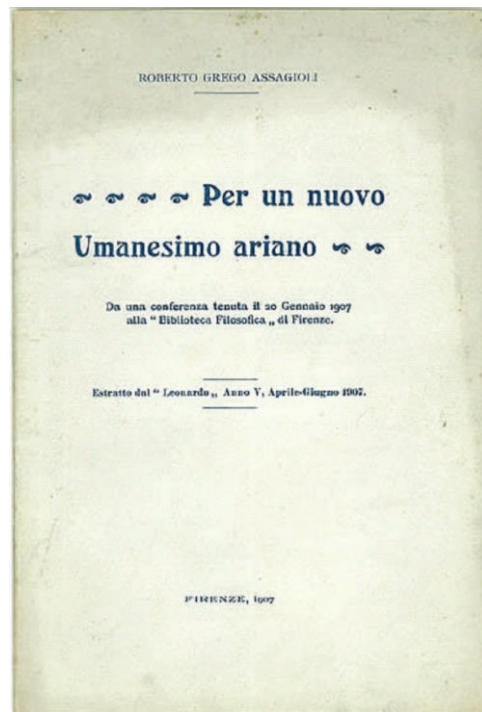 ROBERTO GREGO ASSAGIOLI
Per un nuovo
Umanesimo ariano
Da una conferenza tenuta il 20 Gennaio 1907
alla “ Biblioteca Filosofica „ di Firenze.
Estratto dal “ Leonardo „ Anno V, Aprile-Giugno 1907.
FIRENZE, 1907